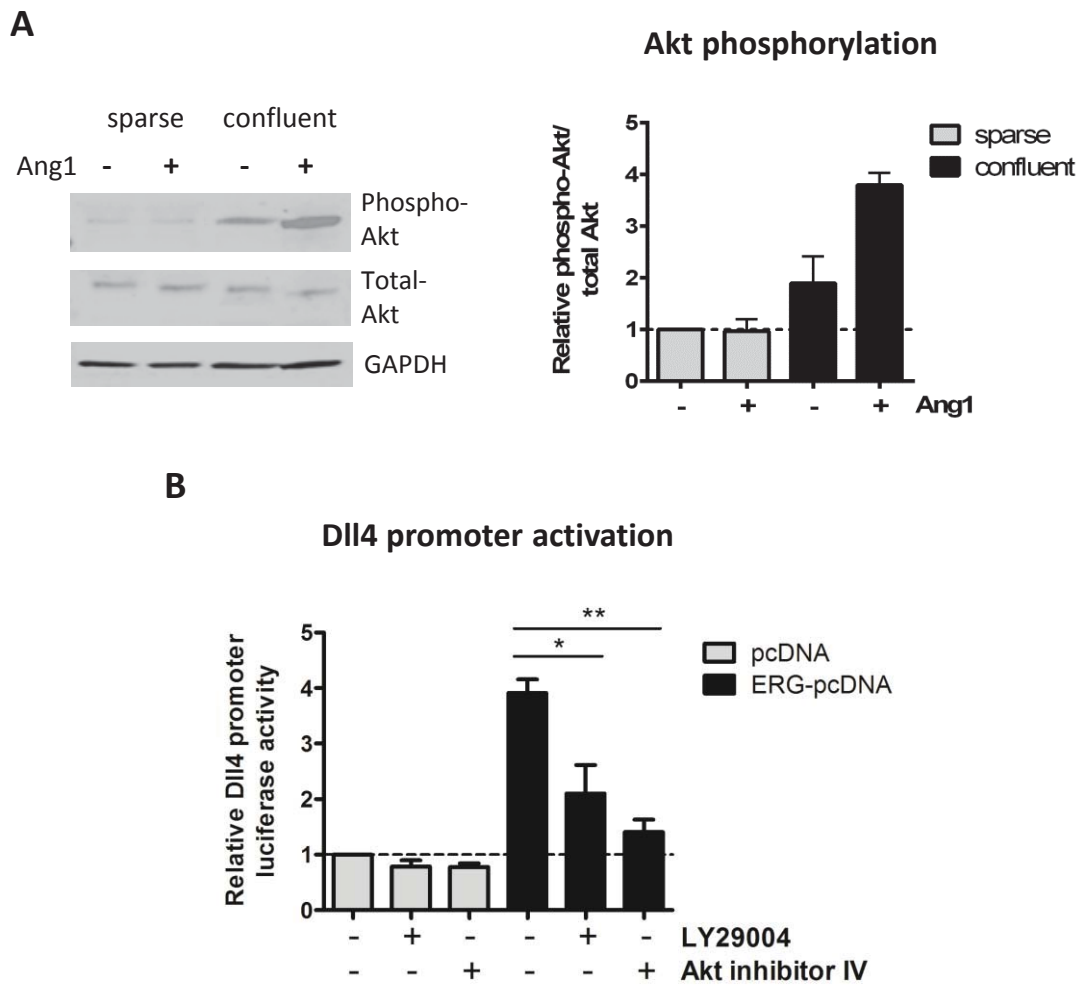 A
Akt phosphorylation
sparse confluent
Ang1 - + - +
Phospho-
Akt
Total-
Akt
GAPDH
Relative phospho-Akt/
total Akt
5
4
3
2
1
0
- + - + Ang1
sparse
confluent
B
Dll4 promoter activation
Relative Dll4 promoter
luciferase activity
5
4
3
2
1
0
**
*
pcDNA
ERG-pcDNA
- + - - + - LY29004
- - + - - + Akt inhibitor IV